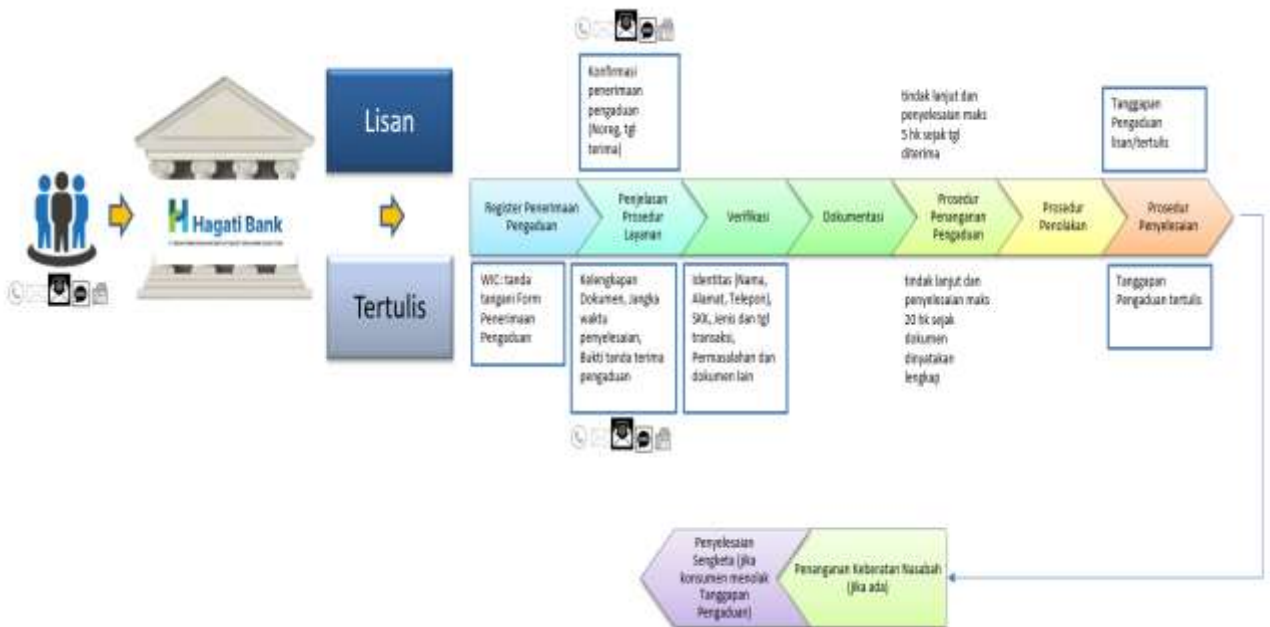 Konfirmasi
penerimaan
pengaduan
(Noreg, tgl
terima)
tindak lanjut dan
penyelesaian maks
5 hk sejak tgl
diterima
Tanggapan
Pengaduan
lisan/tertulis
Lisan
Hagati Bank
Register Penerimaan
Pengaduan
Penjelasan
Prosedur
Layanan
Verifikasi
Dokumentasi
Prosedur
Penanganan
Pengaduan
Prosedur
Penolakan
Prosedur
Penyelesaian
Tertulis
WIC: tanda
tangani Form
Penerimaan
Pengaduan
Kelengkapan
Dokumen, Jangka
waktu
penyelesaian,
Bukti tanda terima
pengaduan
Identitas (Nama,
Alamat, Telepon),
SKK, Jenis dan tgl
transaksi,
Permasalahan dan
dokumen lain
tindak lanjut dan
penyelesaian maks
20 hk sejak
dokumen
dinyatakan
lengkap
Tanggapan
Pengaduan tertulis
Penyelesaian
Sengketa (jika
konsumen menolak
Tanggapan
Pengaduan)
Penanganan Keberatan Nasabah
(jika ada)